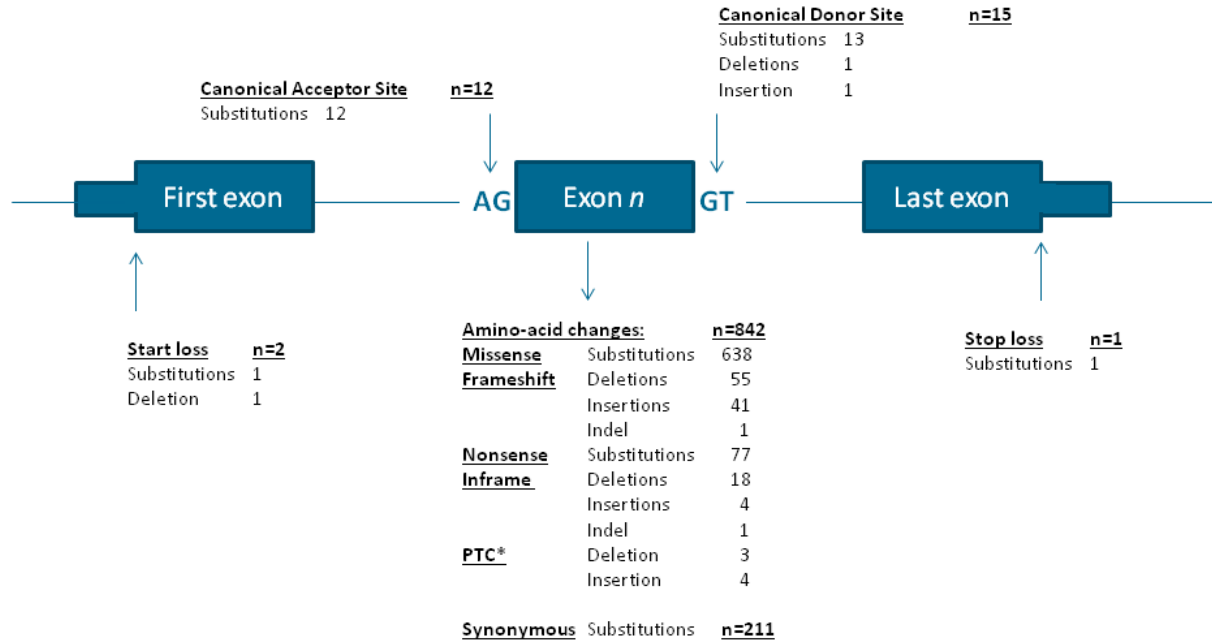 Canonical Donor Site n=15
Substitutions 13
Deletions 1
Insertion 1
Canonical Acceptor Site n=12
Substitutions 12
First exon
AG
Exon n
GT
Last exon
Start loss n=2
Substitutions 1
Deletion 1
Amino-acid changes: n=842
Missense Substitutions 638
Frameshift Deletions 55
Insertions 41
Indel 1
Nonsense Substitutions 77
Inframe Deletions 18
Insertions 4
Indel 1
PTC* Deletion 3
Insertion 4
Synonymous Substitutions n=211
Stop loss n=1
Substitutions 1